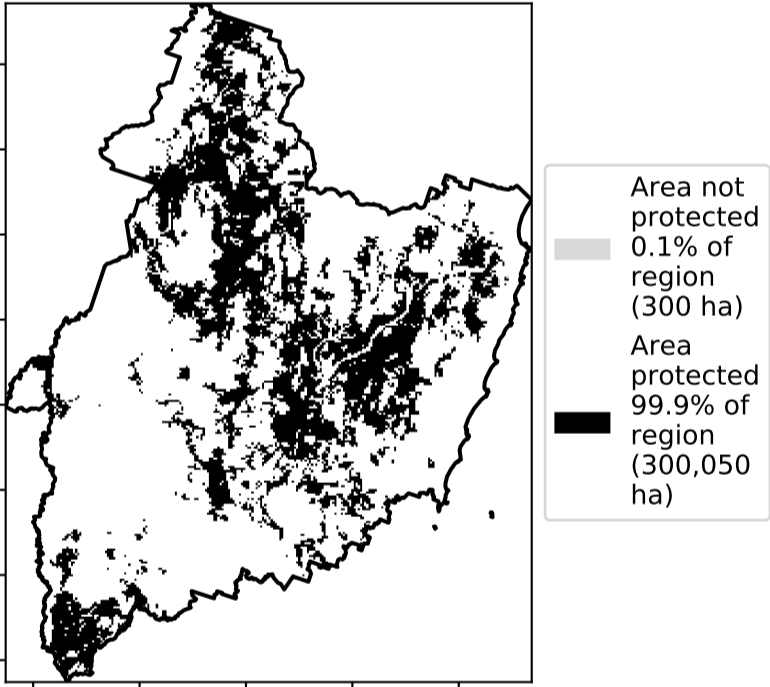 Area not
protected
0.1% of
region
(300 ha)
Area
protected
99.9% of
region
(300,050
ha)